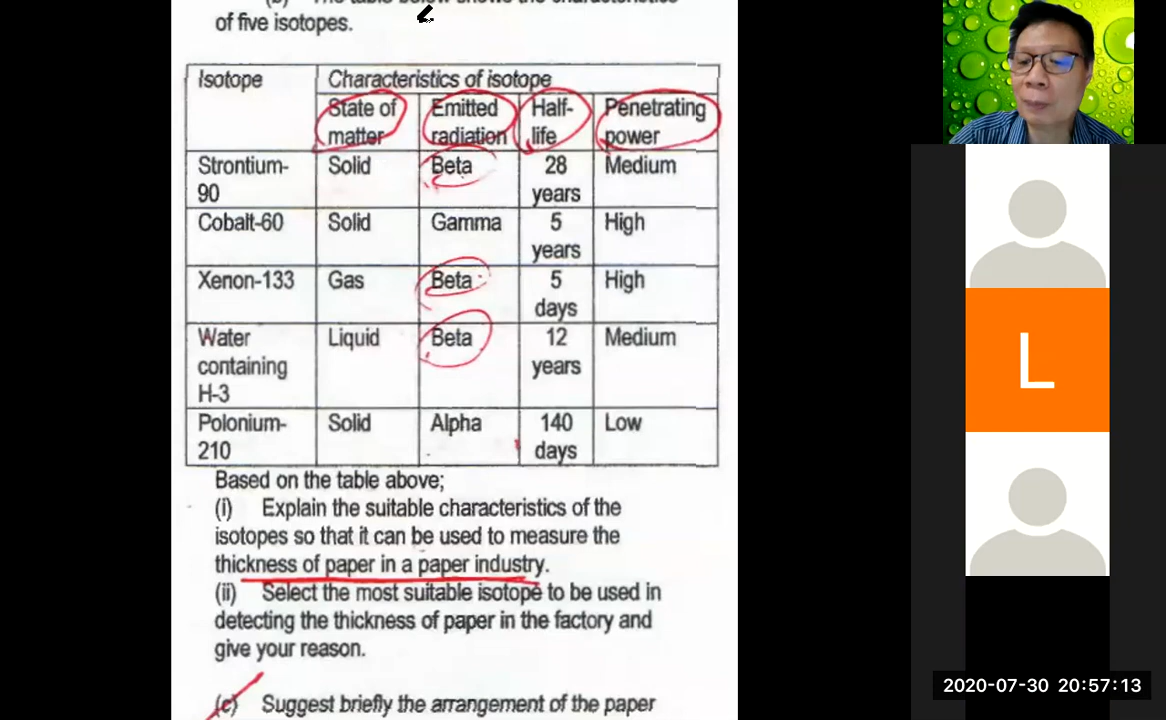 (b) The table below shows the characteristics
of five isotopes.
Isotope Characteristics of isotope
State of matter Emitted radiation Half-life Penetrating power
Strontium-90 Solid Beta 28 years Medium
Cobalt-60 Solid Gamma 5 years High
Xenon-133 Gas Beta 5 days High
Water containing H-3 Liquid Beta 12 years Medium
Polonium-210 Solid Alpha 140 days Low
Based on the table above;
(i) Explain the suitable characteristics of the
isotopes so that it can be used to measure the
thickness of paper in a paper industry.
(ii) Select the most suitable isotope to be used in
detecting the thickness of paper in the factory and
give your reason.
(c) Suggest briefly the arrangement of the paper
L
2020-07-30 20:57:13